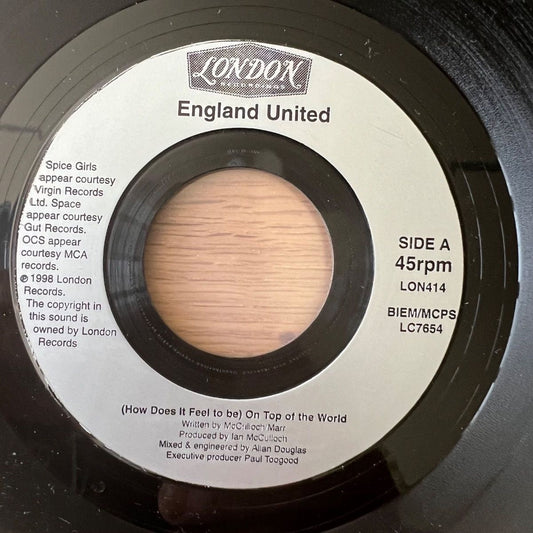 LONDON
RECORDINGS
England United
Spice Girls
appear courtesy
Virgin Records
Ltd. Space
appear courtesy
Gut Records.
OCS appear
courtesy MCA
records.
℗ 1998 London
Records.
The copyright in
this sound is
owned by London
Records
SIDE A
45rpm
LON414
BIEM/MCPS
LC7654
(How Does It Feel to be) On Top of the World
Written by McCulloch Marr
Produced by Ian McCulloch
Mixed & engineered by Allan Douglas
Executive producer Paul Toogood